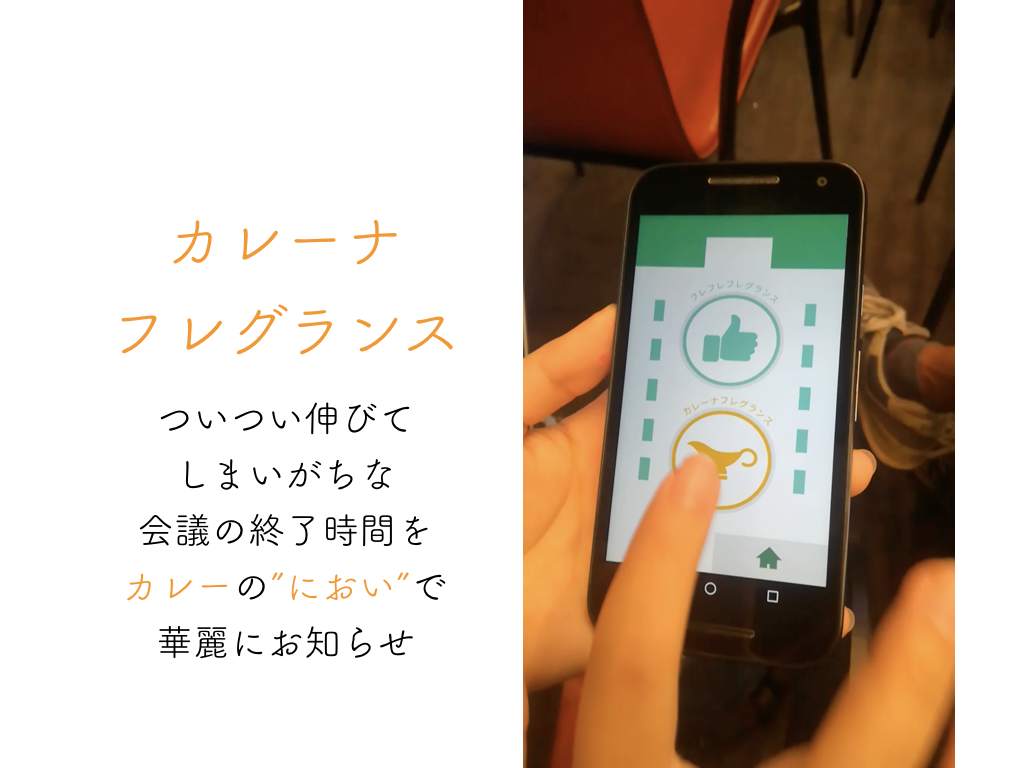 カレーナ
フレグランス
ついつい伸びて
しまいがちな
会議の終了時間を
カレーの"におい"で
華麗にお知らせ
フレフレフレグランス
カレーナフレグランス